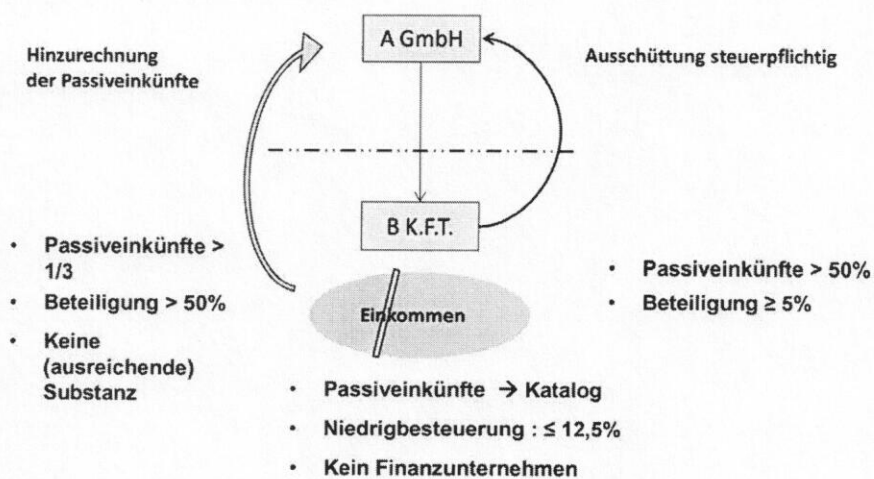 A GmbH
Hinzurechnung
der Passiveinkünfte
Ausschüttung steuerpflichtig
B K.F.T.
• Passiveinkünfte >
1/3
• Beteiligung > 50%
• Keine
(ausreichende)
Substanz
Einkommen
• Passiveinkünfte > 50%
• Beteiligung ≥ 5%
• Passiveinkünfte → Katalog
• Niedrigbesteuerung : ≤ 12,5%
• Kein Finanzunternehmen